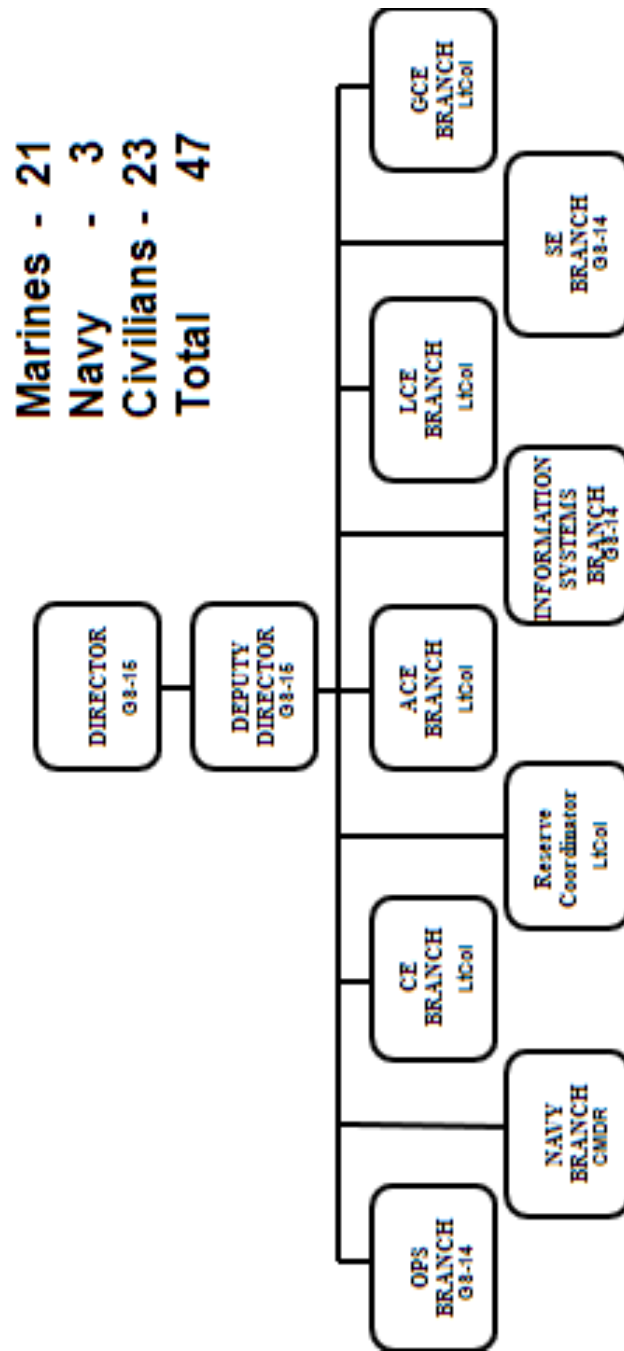 Marines - 21
Navy - 3
Civilians - 23
Total 47
DIRECTOR
GS-15
DEPUTY
DIRECTOR
GS-15
OPS
BRANCH
GS-14
CE
BRANCH
LtCol
ACE
BRANCH
LtCol
LCE
BRANCH
LtCol
GCE
BRANCH
LtCol
NAVY
BRANCH
CMDR
Reserve
Coordinator
LtCol
INFORMATION
SYSTEMS
BRANCH
GS-14
SE
BRANCH
GS-14